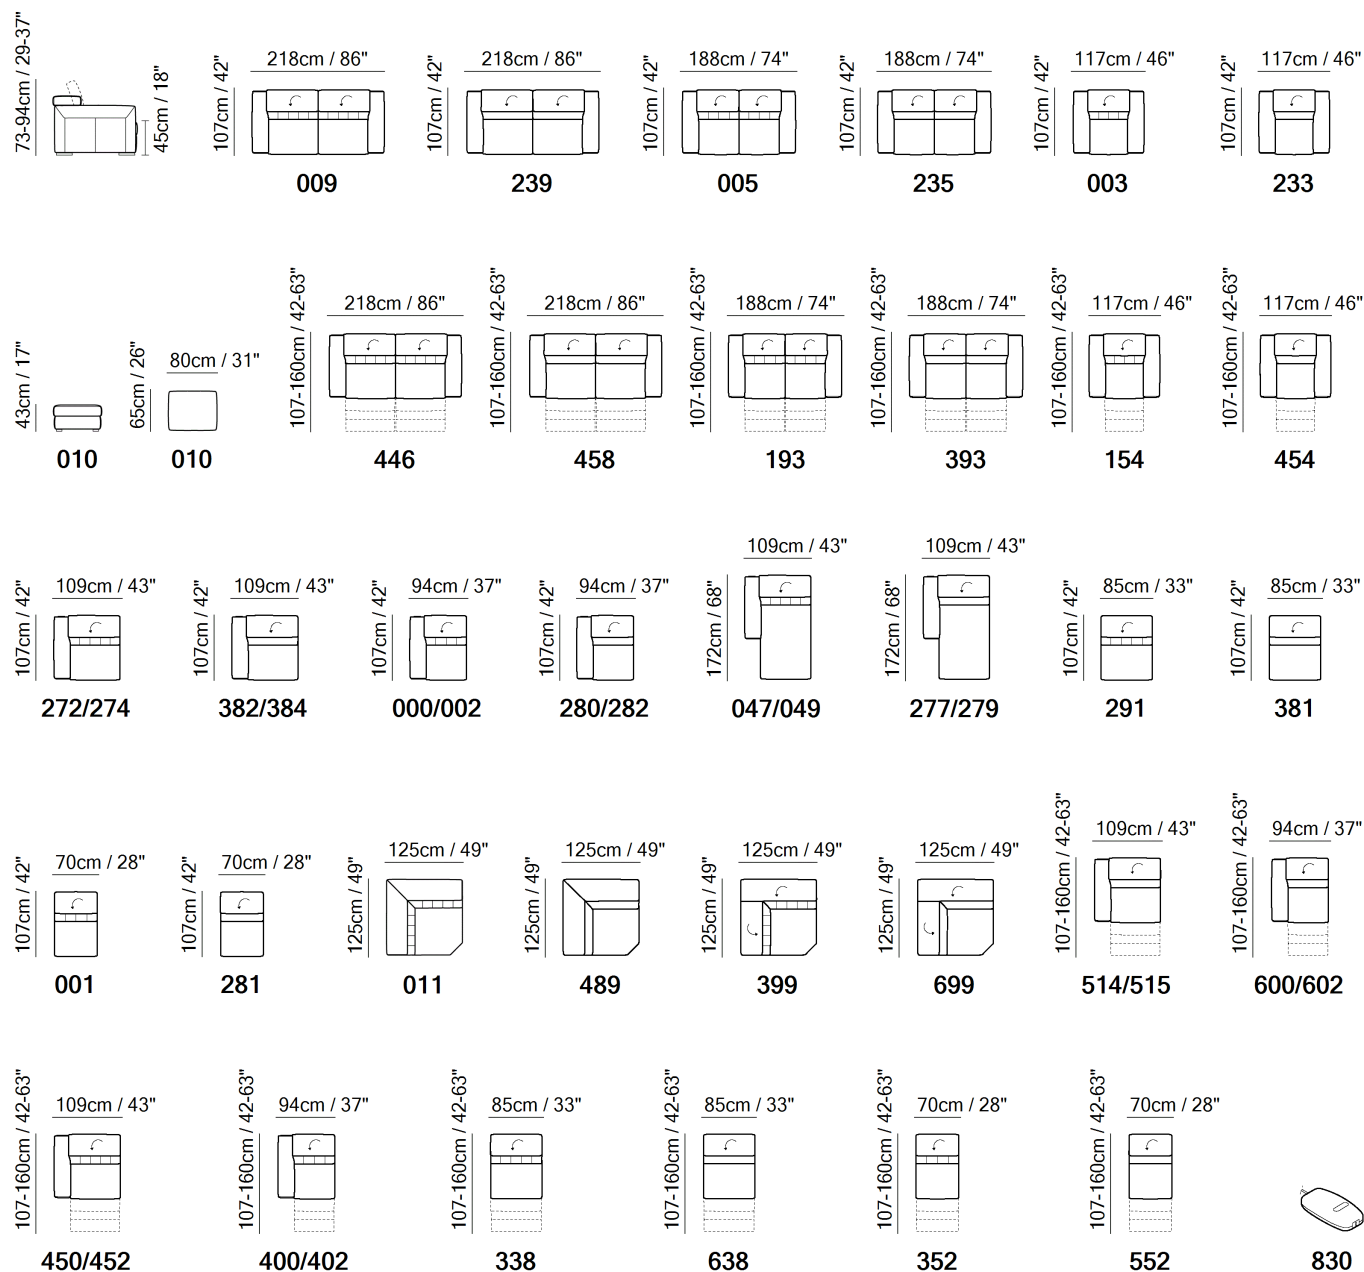 73-94cm / 29-37"
45cm / 18"
107cm / 42"
218cm / 86"
009
107cm / 42"
218cm / 86"
239
107cm / 42"
188cm / 74"
005
107cm / 42"
188cm / 74"
235
107cm / 42"
117cm / 46"
003
107cm / 42"
117cm / 46"
233
43cm / 17"
010
65cm / 26"
80cm / 31"
010
107-160cm / 42-63"
218cm / 86"
446
107-160cm / 42-63"
218cm / 86"
458
107-160cm / 42-63"
188cm / 74"
193
107-160cm / 42-63"
188cm / 74"
393
107-160cm / 42-63"
117cm / 46"
154
107-160cm / 42-63"
117cm / 46"
454
107cm / 42"
109cm / 43"
272/274
107cm / 42"
109cm / 43"
382/384
107cm / 42"
94cm / 37"
000/002
107cm / 42"
94cm / 37"
280/282
172cm / 68"
109cm / 43"
047/049
172cm / 68"
109cm / 43"
277/279
107cm / 42"
85cm / 33"
291
107cm / 42"
85cm / 33"
381
107cm / 42"
70cm / 28"
001
107cm / 42"
70cm / 28"
281
125cm / 49"
125cm / 49"
011
125cm / 49"
125cm / 49"
489
125cm / 49"
125cm / 49"
399
125cm / 49"
125cm / 49"
699
107-160cm / 42-63"
109cm / 43"
514/515
107-160cm / 42-63"
94cm / 37"
600/602
107-160cm / 42-63"
109cm / 43"
450/452
107-160cm / 42-63"
94cm / 37"
400/402
107-160cm / 42-63"
85cm / 33"
338
107-160cm / 42-63"
85cm / 33"
638
107-160cm / 42-63"
70cm / 28"
352
107-160cm / 42-63"
70cm / 28"
552
830